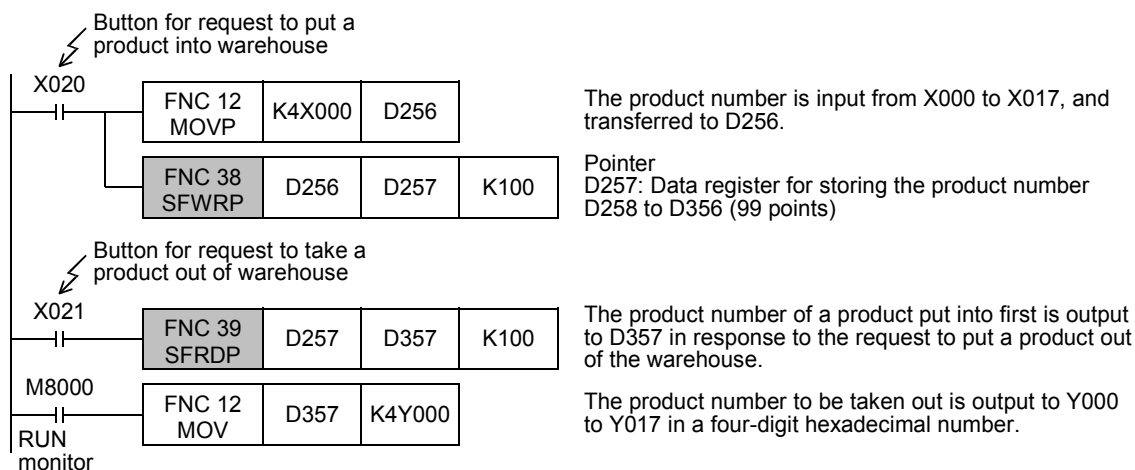 Button for request to put a
product into warehouse
X020
FNC 12
MOVP
K4X000
D256
The product number is input from X000 to X017, and
transferred to D256.
FNC 38
SFWRP
D256
D257
K100
Pointer
D257: Data register for storing the product number
D258 to D356 (99 points)
Button for request to take a
product out of warehouse
X021
FNC 39
SFRDP
D257
D357
K100
The product number of a product put into first is output
to D357 in response to the request to put a product out
of the warehouse.
M8000
RUN
monitor
FNC 12
MOV
D357
K4Y000
The product number to be taken out is output to Y000
to Y017 in a four-digit hexadecimal number.